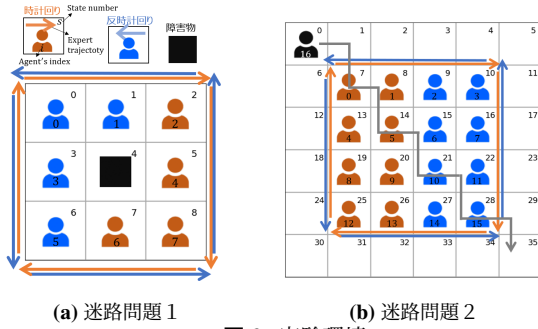 時計回り
State number
s
Expert
trajectoty
Agent's index
反時計回り
障害物
0 1 2
0 1 2
3 4 5
3 4
6 7 8
5 6 7
0 1 2 3 4 5
16
6 7 8 9 10 11
0 1 2 3
12 13 14 15 16 17
4 5 6 7
18 19 20 21 22 23
8 9 10 11
24 25 26 27 28 29
12 13 14 15
30 31 32 33 34 35
(a) 迷路問題1
(b) 迷路問題2